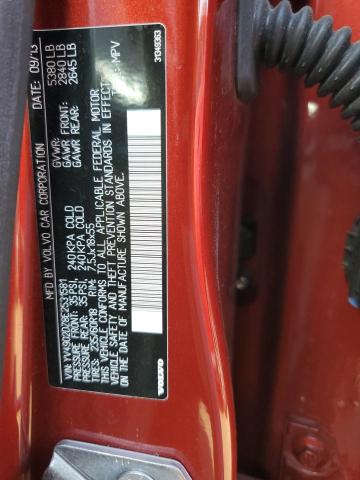 MFD. BY VOLVO CAR CORPORATION DATE: 09/13
GVWR: 5380 LB
GAWR FRONT: 2840 LB
GAWR REAR: 2645 LB
VIN: YV4902DZ8E2531581 MPV
PRESSURE FRONT: 35 PSI, 240 KPA COLD
PRESSURE REAR: 35 PSI, 240 KPA COLD
TIRES: 235/60R18 RIM: 7.5Jx18x55
THIS VEHICLE CONFORMS TO ALL APPLICABLE FEDERAL MOTOR
VEHICLE SAFETY AND THEFT PREVENTION STANDARDS IN EFFECT
ON THE DATE OF MANUFACTURE SHOWN ABOVE.
VOLVO 31349363